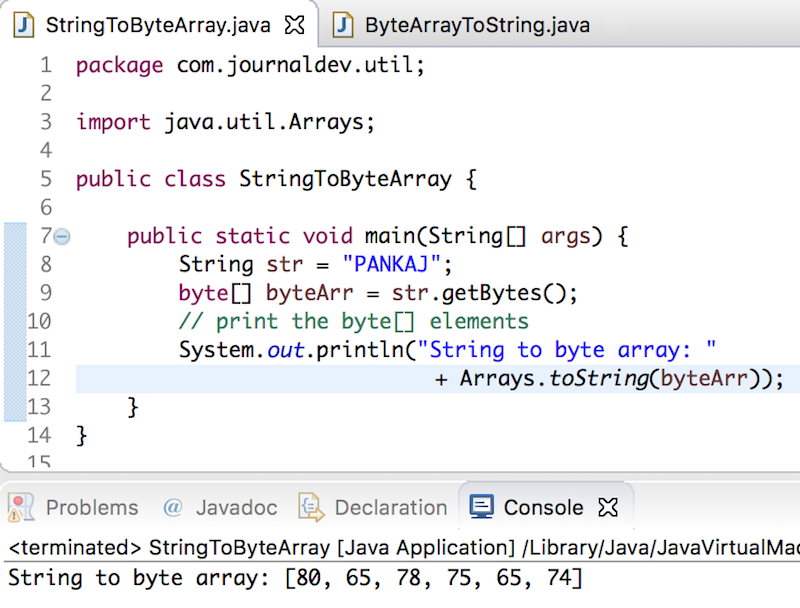 StringToByteArray.java ByteArrayToString.java
1 package com.journaldev.util;
2
3 import java.util.Arrays;
4
5 public class StringToByteArray {
6
7 public static void main(String[] args) {
8 String str = "PANKAJ";
9 byte[] byteArr = str.getBytes();
10 // print the byte[] elements
11 System.out.println("String to byte array: "
12 + Arrays.toString(byteArr));
13 }
14 }
15
Problems @ Javadoc Declaration Console
<terminated> StringToByteArray [Java Application] /Library/Java/JavaVirtualMac
String to byte array: [80, 65, 78, 75, 65, 74]